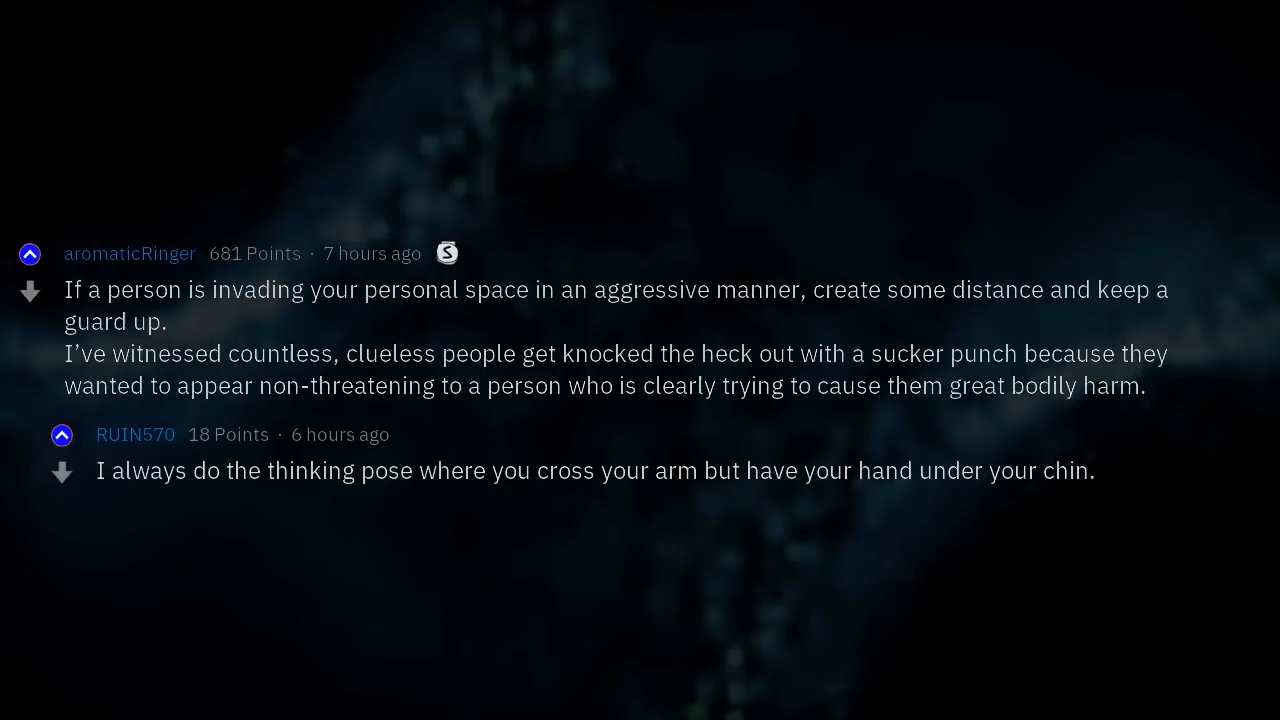 aromaticRinger 681 Points · 7 hours ago S
If a person is invading your personal space in an aggressive manner, create some distance and keep a
guard up.
I’ve witnessed countless, clueless people get knocked the heck out with a sucker punch because they
wanted to appear non-threatening to a person who is clearly trying to cause them great bodily harm.
RUIN570 18 Points · 6 hours ago
I always do the thinking pose where you cross your arm but have your hand under your chin.